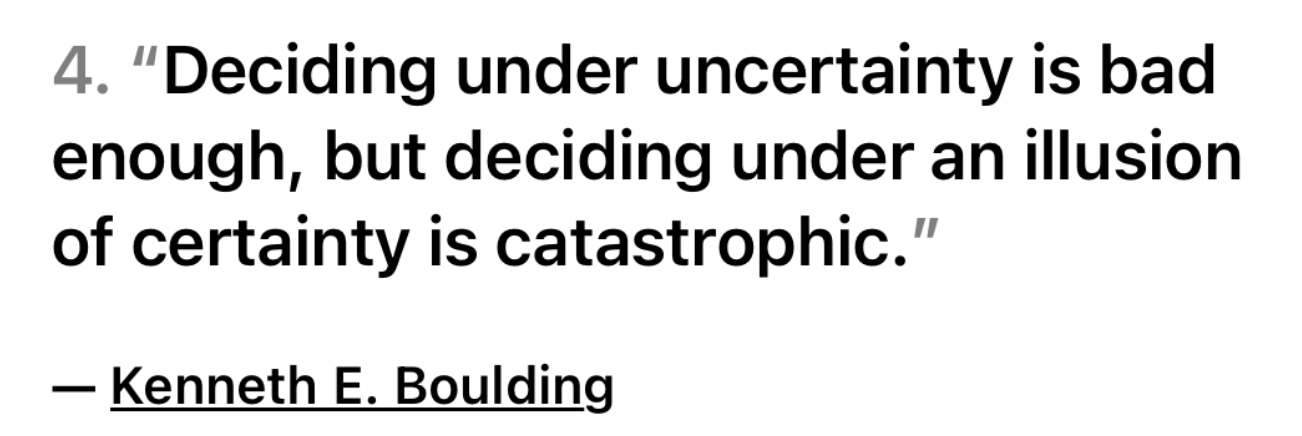 4. “Deciding under uncertainty is bad
enough, but deciding under an illusion
of certainty is catastrophic.”
— Kenneth E. Boulding